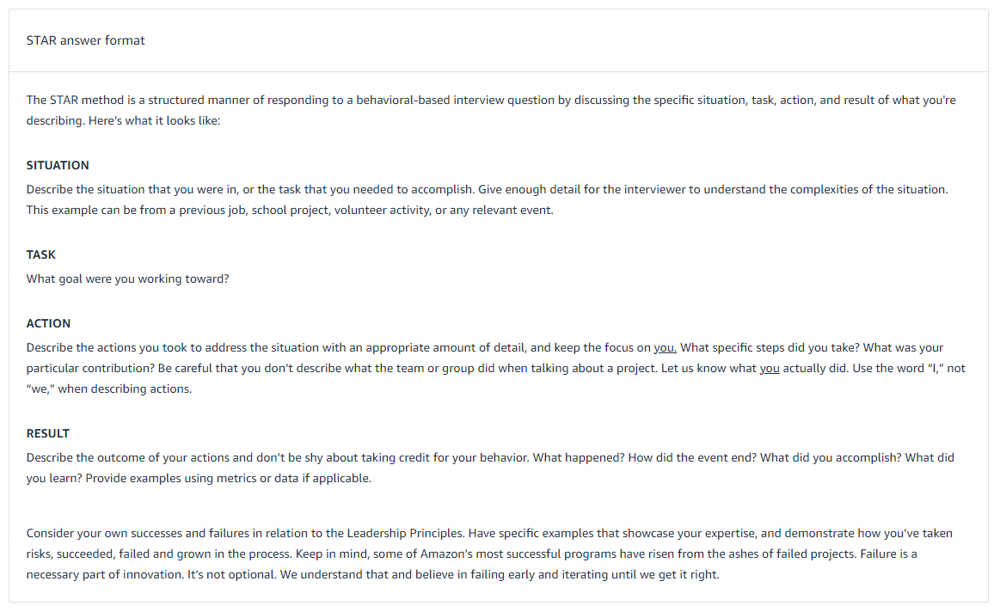 STAR answer format
The STAR method is a structured manner of responding to a behavioral-based interview question by discussing the specific situation, task, action, and result of what you're
describing. Here’s what it looks like:
SITUATION
Describe the situation that you were in, or the task that you needed to accomplish. Give enough detail for the interviewer to understand the complexities of the situation.
This example can be from a previous job, school project, volunteer activity, or any relevant event.
TASK
What goal were you working toward?
ACTION
Describe the actions you took to address the situation with an appropriate amount of detail, and keep the focus on you. What specific steps did you take? What was your
particular contribution? Be careful that you don’t describe what the team or group did when talking about a project. Let us know what you actually did. Use the word “I,” not
“we,” when describing actions.
RESULT
Describe the outcome of your actions and don’t be shy about taking credit for your behavior. What happened? How did the event end? What did you accomplish? What did
you learn? Provide examples using metrics or data if applicable.
Consider your own successes and failures in relation to the Leadership Principles. Have specific examples that showcase your expertise, and demonstrate how you’ve taken
risks, succeeded, failed and grown in the process. Keep in mind, some of Amazon’s most successful programs have risen from the ashes of failed projects. Failure is a
necessary part of innovation. It’s not optional. We understand that and believe in failing early and iterating until we get it right.